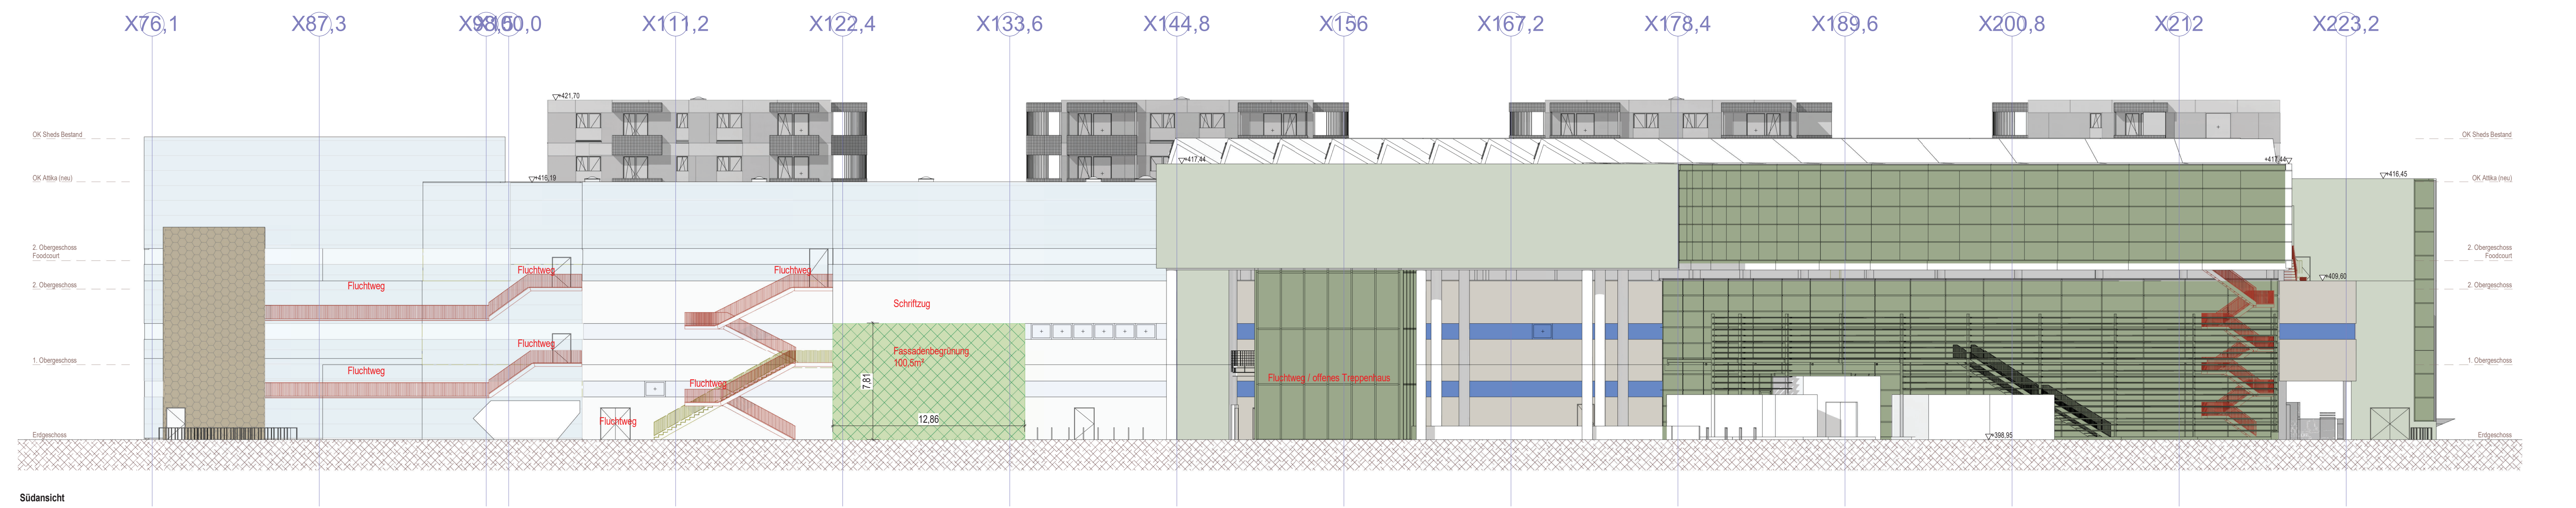 X76,1
X87,3
X98,5
X100,0
X111,2
X122,4
X133,6
X144,8
X156
X167,2
X178,4
X189,6
X200,8
X212
X223,2
+421,70
OK Sheds Bestand
OK Sheds Bestand
+417,44
+417,44
OK Attika (neu)
+416,19
+416,45
OK Attika (neu)
2. Obergeschoss
Foodcourt
2. Obergeschoss
Foodcourt
Fluchtweg
Fluchtweg
+409,60
2. Obergeschoss
Fluchtweg
2. Obergeschoss
Schriftzug
Fluchtweg
Fassadenbegrünung
100,5m²
1. Obergeschoss
1. Obergeschoss
Fluchtweg
Fluchtweg
7,81
Fluchtweg / offenes Treppenhaus
Fluchtweg
12,86
Erdgeschoss
+398,95
Erdgeschoss
Südansicht